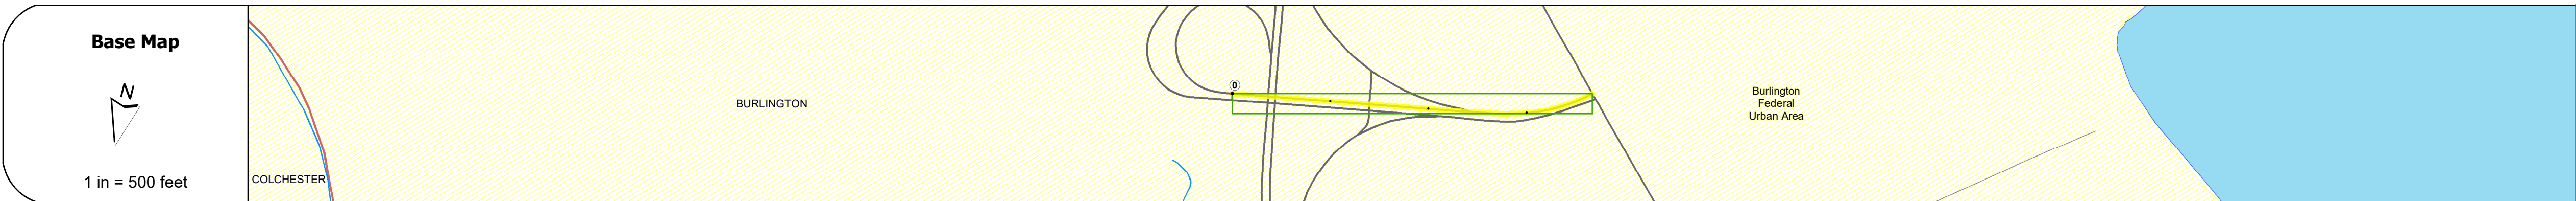 Base Map
N
1 in = 500 feet
COLCHESTER
BURLINGTON
0
Burlington
Federal
Urban Area